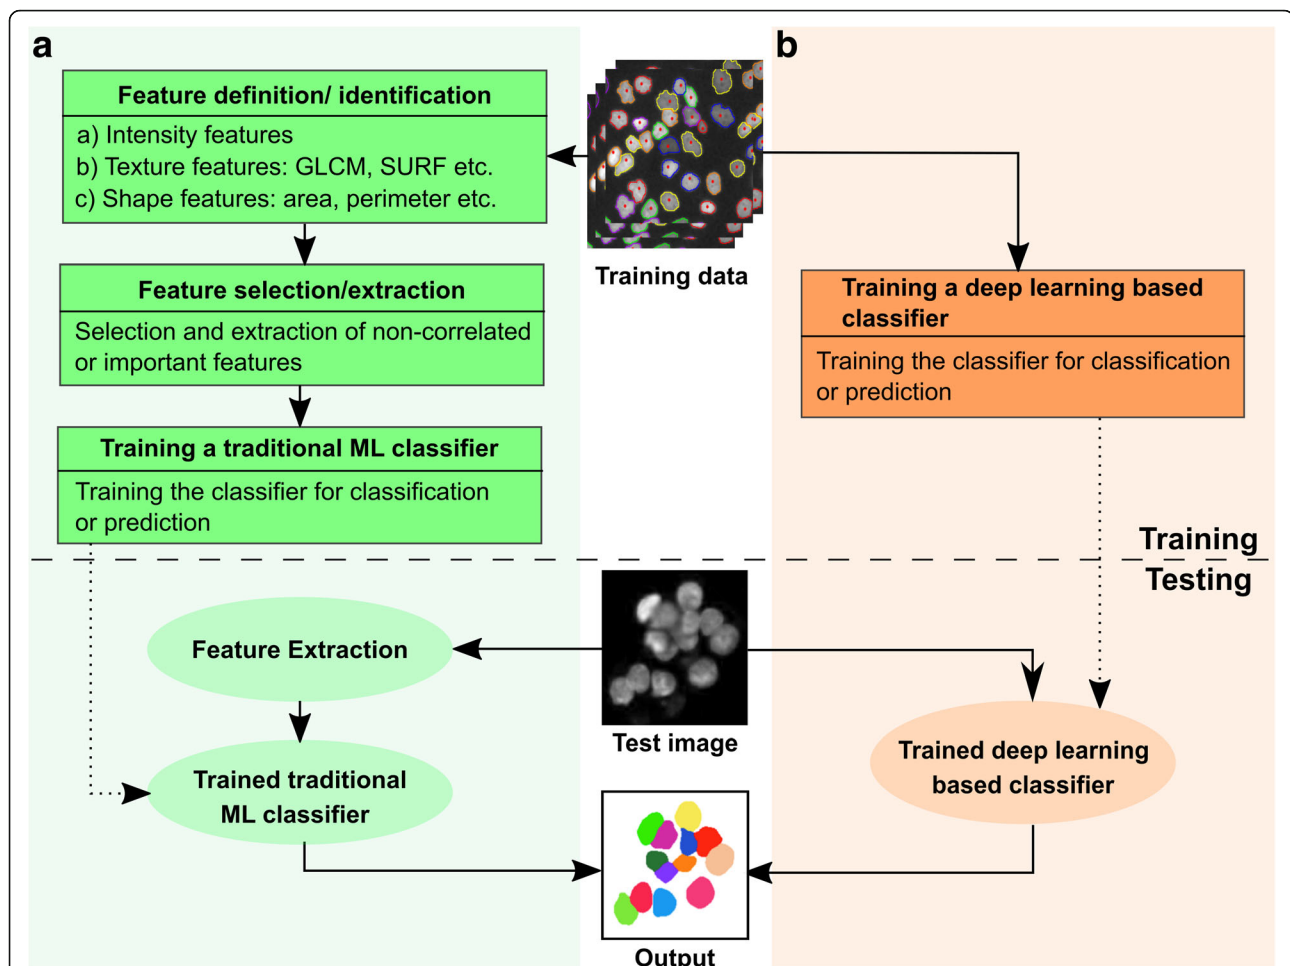 a
Feature definition/ identification
a) Intensity features
b) Texture features: GLCM, SURF etc.
c) Shape features: area, perimeter etc.
Feature selection/extraction
Selection and extraction of non-correlated
or important features
Training a traditional ML classifier
Training the classifier for classification
or prediction
Training data
b
Training a deep learning based
classifier
Training the classifier for classification
or prediction
Training
Testing
Feature Extraction
Trained traditional
ML classifier
Test image
Trained deep learning
based classifier
Output